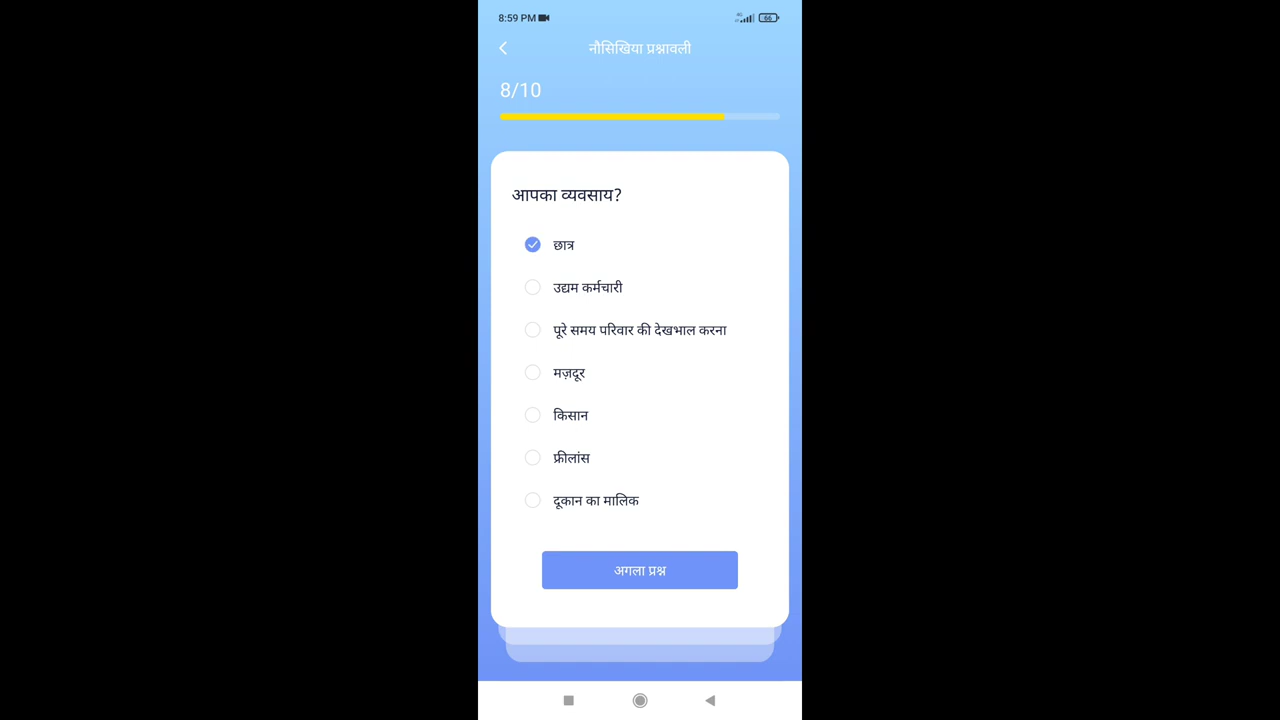 8:59 PM
66
नौसिखिया प्रश्नावली
8/10
आपका व्यवसाय?
छात्र
उद्यम कर्मचारी
पूरे समय परिवार की देखभाल करना
मज़दूर
किसान
फ्रीलांस
दूकान का मालिक
अगला प्रश्न